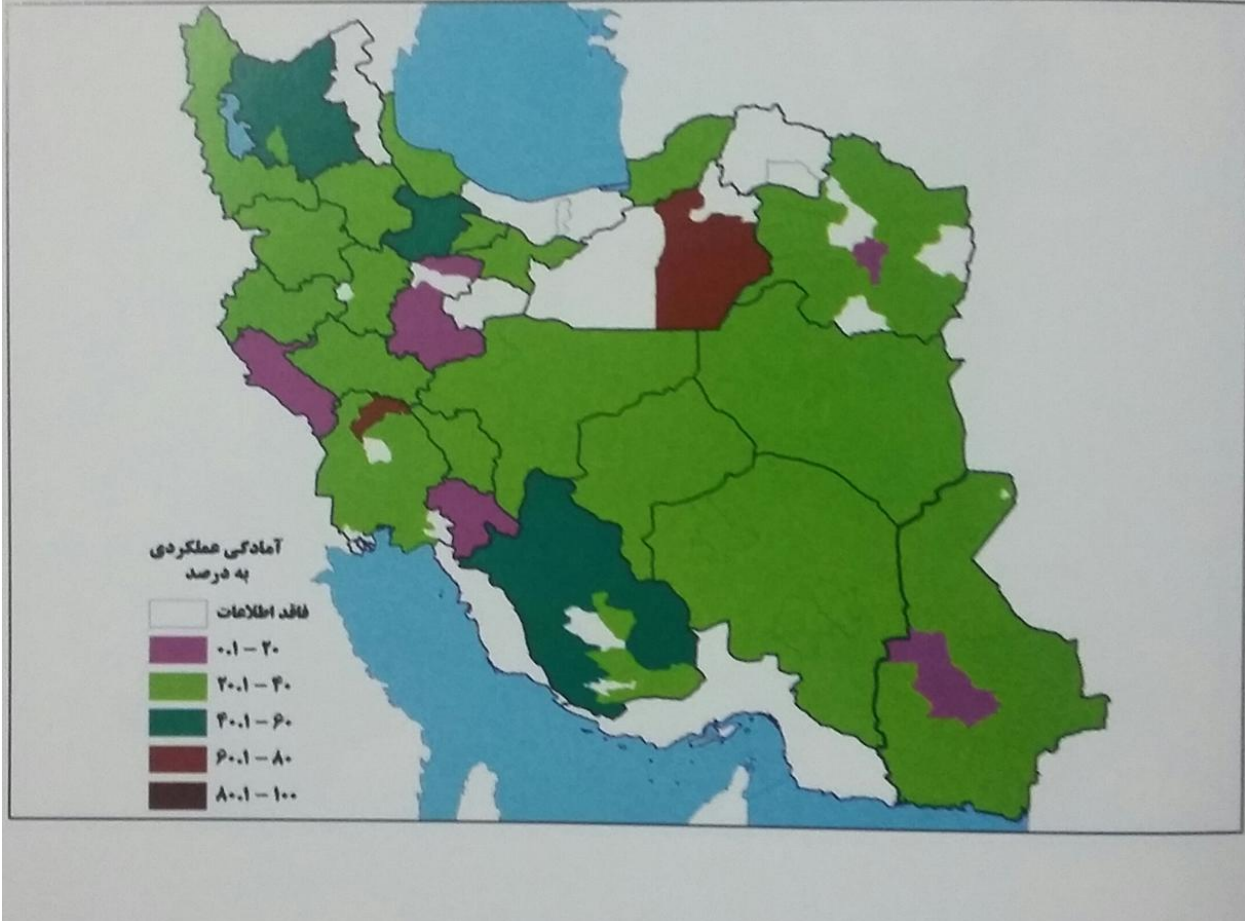 آمادگی عملکردی
به درصد
فاقد اطلاعات
۰.۱ – ۲۰
۲۰.۱ – ۴۰
۴۰.۱ – ۶۰
۶۰.۱ – ۸۰
۸۰.۱ – ۱۰۰